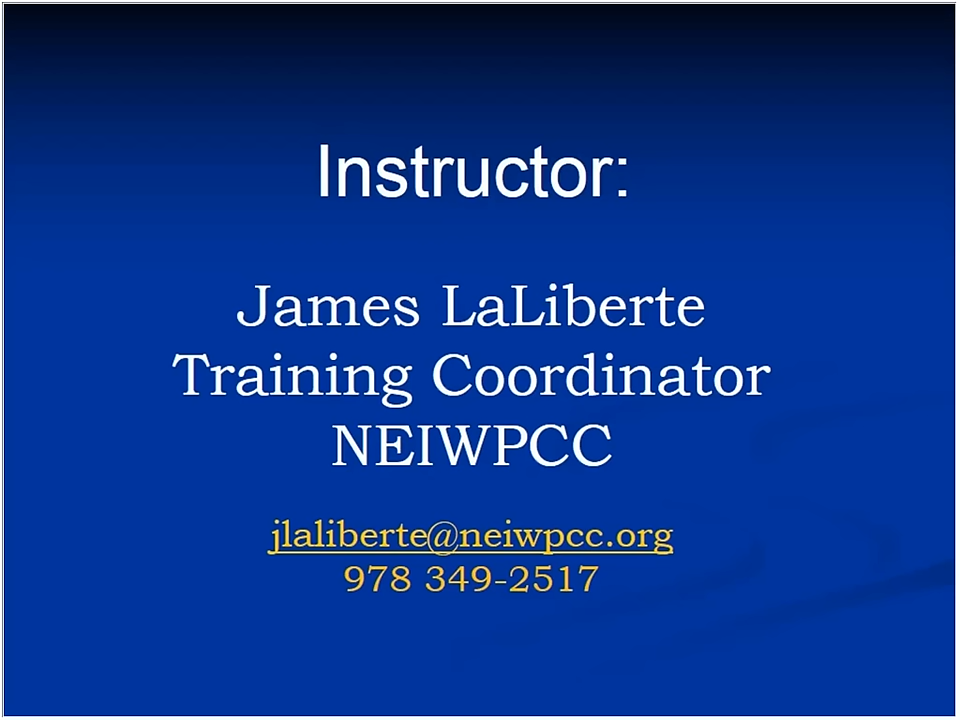 Instructor:
James LaLiberte
Training Coordinator
NEIWPCC
jlaliberte@neiwpcc.org
978 349-2517